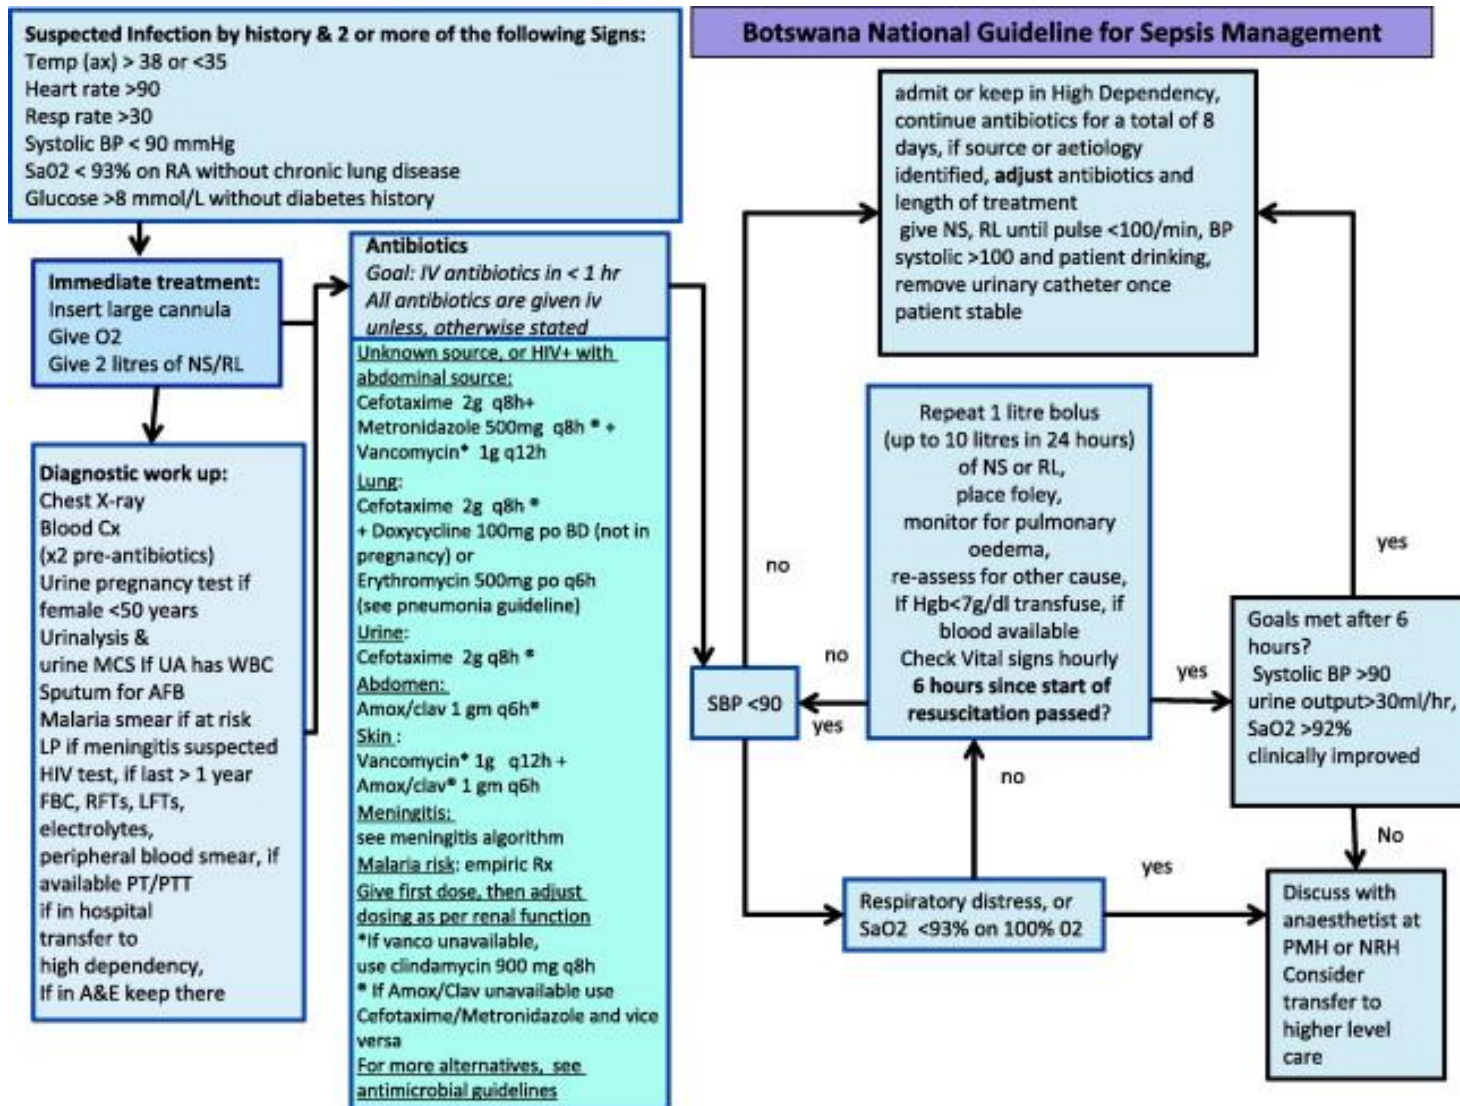 Botswana National Guideline for Sepsis Management
Suspected Infection by history & 2 or more of the following Signs:
Temp (ax) > 38 or <35
Heart rate >90
Resp rate >30
Systolic BP < 90 mmHg
Sa02 < 93% on RA without chronic lung disease
Glucose >8 mmol/L without diabetes history
Immediate treatment:
Insert large cannula
Give O2
Give 2 litres of NS/RL
Diagnostic work up:
Chest X-ray
Blood Cx
(x2 pre-antibiotics)
Urine pregnancy test if
female <50 years
Urinalysis &
urine MCS If UA has WBC
Sputum for AFB
Malaria smear if at risk
LP if meningitis suspected
HIV test, if last > 1 year
FBC, RFTs, LFTs,
electrolytes,
peripheral blood smear, if
available PT/PTT
if in hospital
transfer to
high dependency,
If in A&E keep there
Antibiotics
Goal: IV antibiotics in < 1 hr
All antibiotics are given iv
unless, otherwise stated
Unknown source, or HIV+ with
abdominal source:
Cefotaxime 2g q8h+
Metronidazole 500mg q8h ® +
Vancomycin* 1g q12h
Lung:
Cefotaxime 2g q8h ®
+ Doxycycline 100mg po BD (not in
pregnancy) or
Erythromycin 500mg po q6h
(see pneumonia guideline)
Urine:
Cefotaxime 2g q8h ®
Abdomen:
Amox/clav 1 gm q6h®
Skin :
Vancomycin* 1g q12h +
Amox/clav® 1 gm q6h
Meningitis:
see meningitis algorithm
Malaria risk: empiric Rx
Give first dose, then adjust
dosing as per renal function
*If vanco unavailable,
use clindamycin 900 mg q8h
® If Amox/Clav unavailable use
Cefotaxime/Metronidazole and vice
versa
For more alternatives, see
antimicrobial guidelines
SBP <90
no
admit or keep in High Dependency,
continue antibiotics for a total of 8
days, if source or aetiology
identified, adjust antibiotics and
length of treatment
give NS, RL until pulse <100/min, BP
systolic >100 and patient drinking,
remove urinary catheter once
patient stable
yes
Respiratory distress, or
SaO2 <93% on 100% 02
no
Repeat 1 litre bolus
(up to 10 litres in 24 hours)
of NS or RL,
place foley,
monitor for pulmonary
oedema,
re-assess for other cause,
If Hgb<7g/dl transfuse, if
blood available
Check Vital signs hourly
6 hours since start of
resuscitation passed?
no
yes
Goals met after 6
hours?
Systolic BP >90
urine output>30ml/hr,
SaO2 >92%
clinically improved
yes
No
yes
Discuss with
anaesthetist at
PMH or NRH
Consider
transfer to
higher level
care